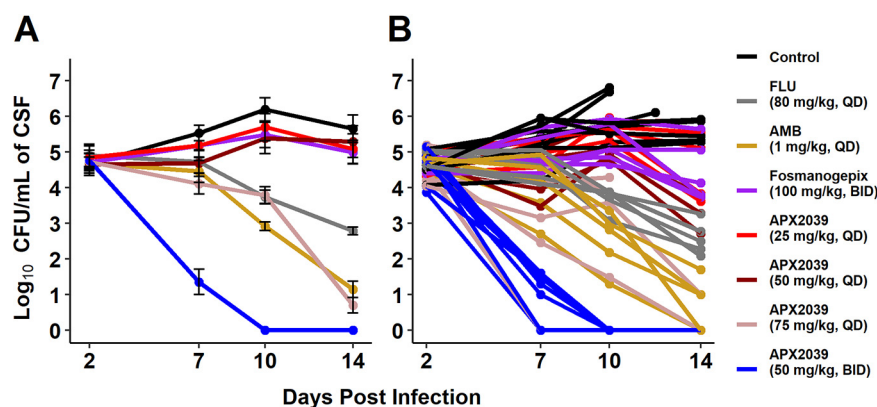 A
B
7
6
5
4
3
2
1
0
Log10 CFU/mL of CSF
2 7 10 14
7
6
5
4
3
2
1
0
2 7 10 14
Days Post Infection
Control
FLU
(80 mg/kg, QD)
AMB
(1 mg/kg, QD)
Fosmanogepix
(100 mg/kg, BID)
APX2039
(25 mg/kg, QD)
APX2039
(50 mg/kg, QD)
APX2039
(75 mg/kg, QD)
APX2039
(50 mg/kg, BID)